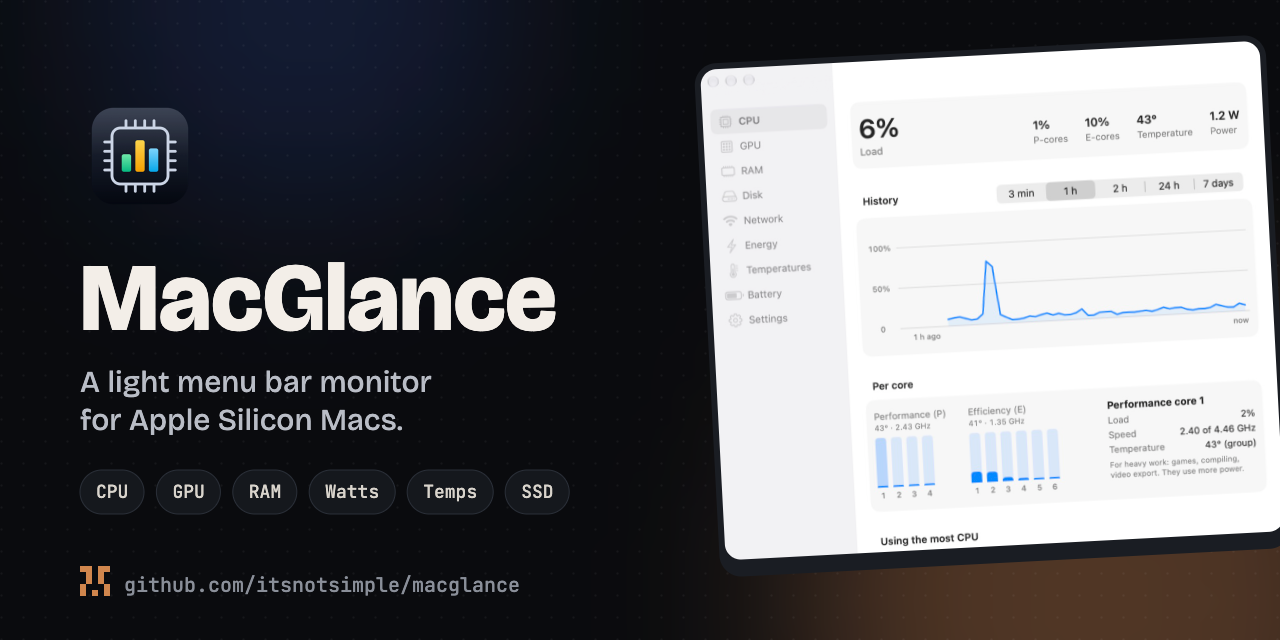 MacGlance
A light menu bar monitor
for Apple Silicon Macs.
CPU GPU RAM Watts Temps SSD
github.com/itsnotsimple/macglance
CPU
GPU
RAM
Disk
Network
Energy
Temperatures
Battery
Settings
6%
Load
1% 10% 43° 1.2 W
P-cores E-cores Temperature Power
History
3 min 1 h 2 h 24 h 7 days
100%
50%
0
1 h ago now
Per core
Performance (P)
43° · 2.43 GHz
1 2 3 4
Efficiency (E)
41° · 1.35 GHz
1 2 3 4 5 6
Performance core 1
Load 2%
Speed 2.40 of 4.46 GHz
Temperature 43° (group)
For heavy work: games, compiling,
video export. They use more power.
Using the most CPU